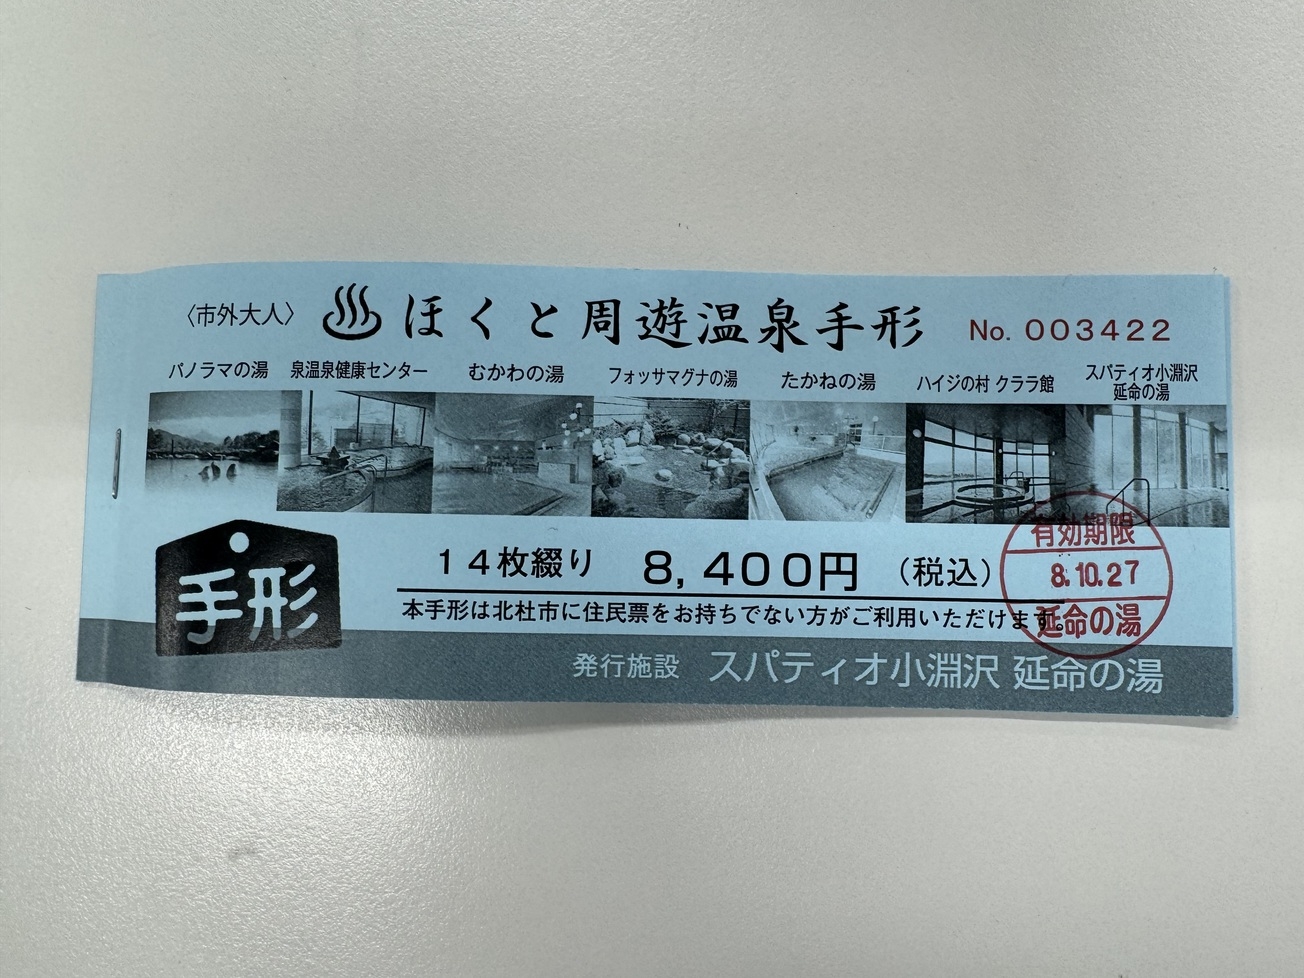 〈市外大人〉 ♨ほくと周遊温泉手形 No. 003422
パノラマの湯 泉温泉健康センター むかわの湯 フォッサマグナの湯 たかねの湯 ハイジの村 クララ館 スパティオ小淵沢
延命の湯
手形
14枚綴り 8,400円 (税込)
本手形は北杜市に住民票をお持ちでない方がご利用いただけます。
有効期限
8.10.27
延命の湯
発行施設 スパティオ小淵沢 延命の湯